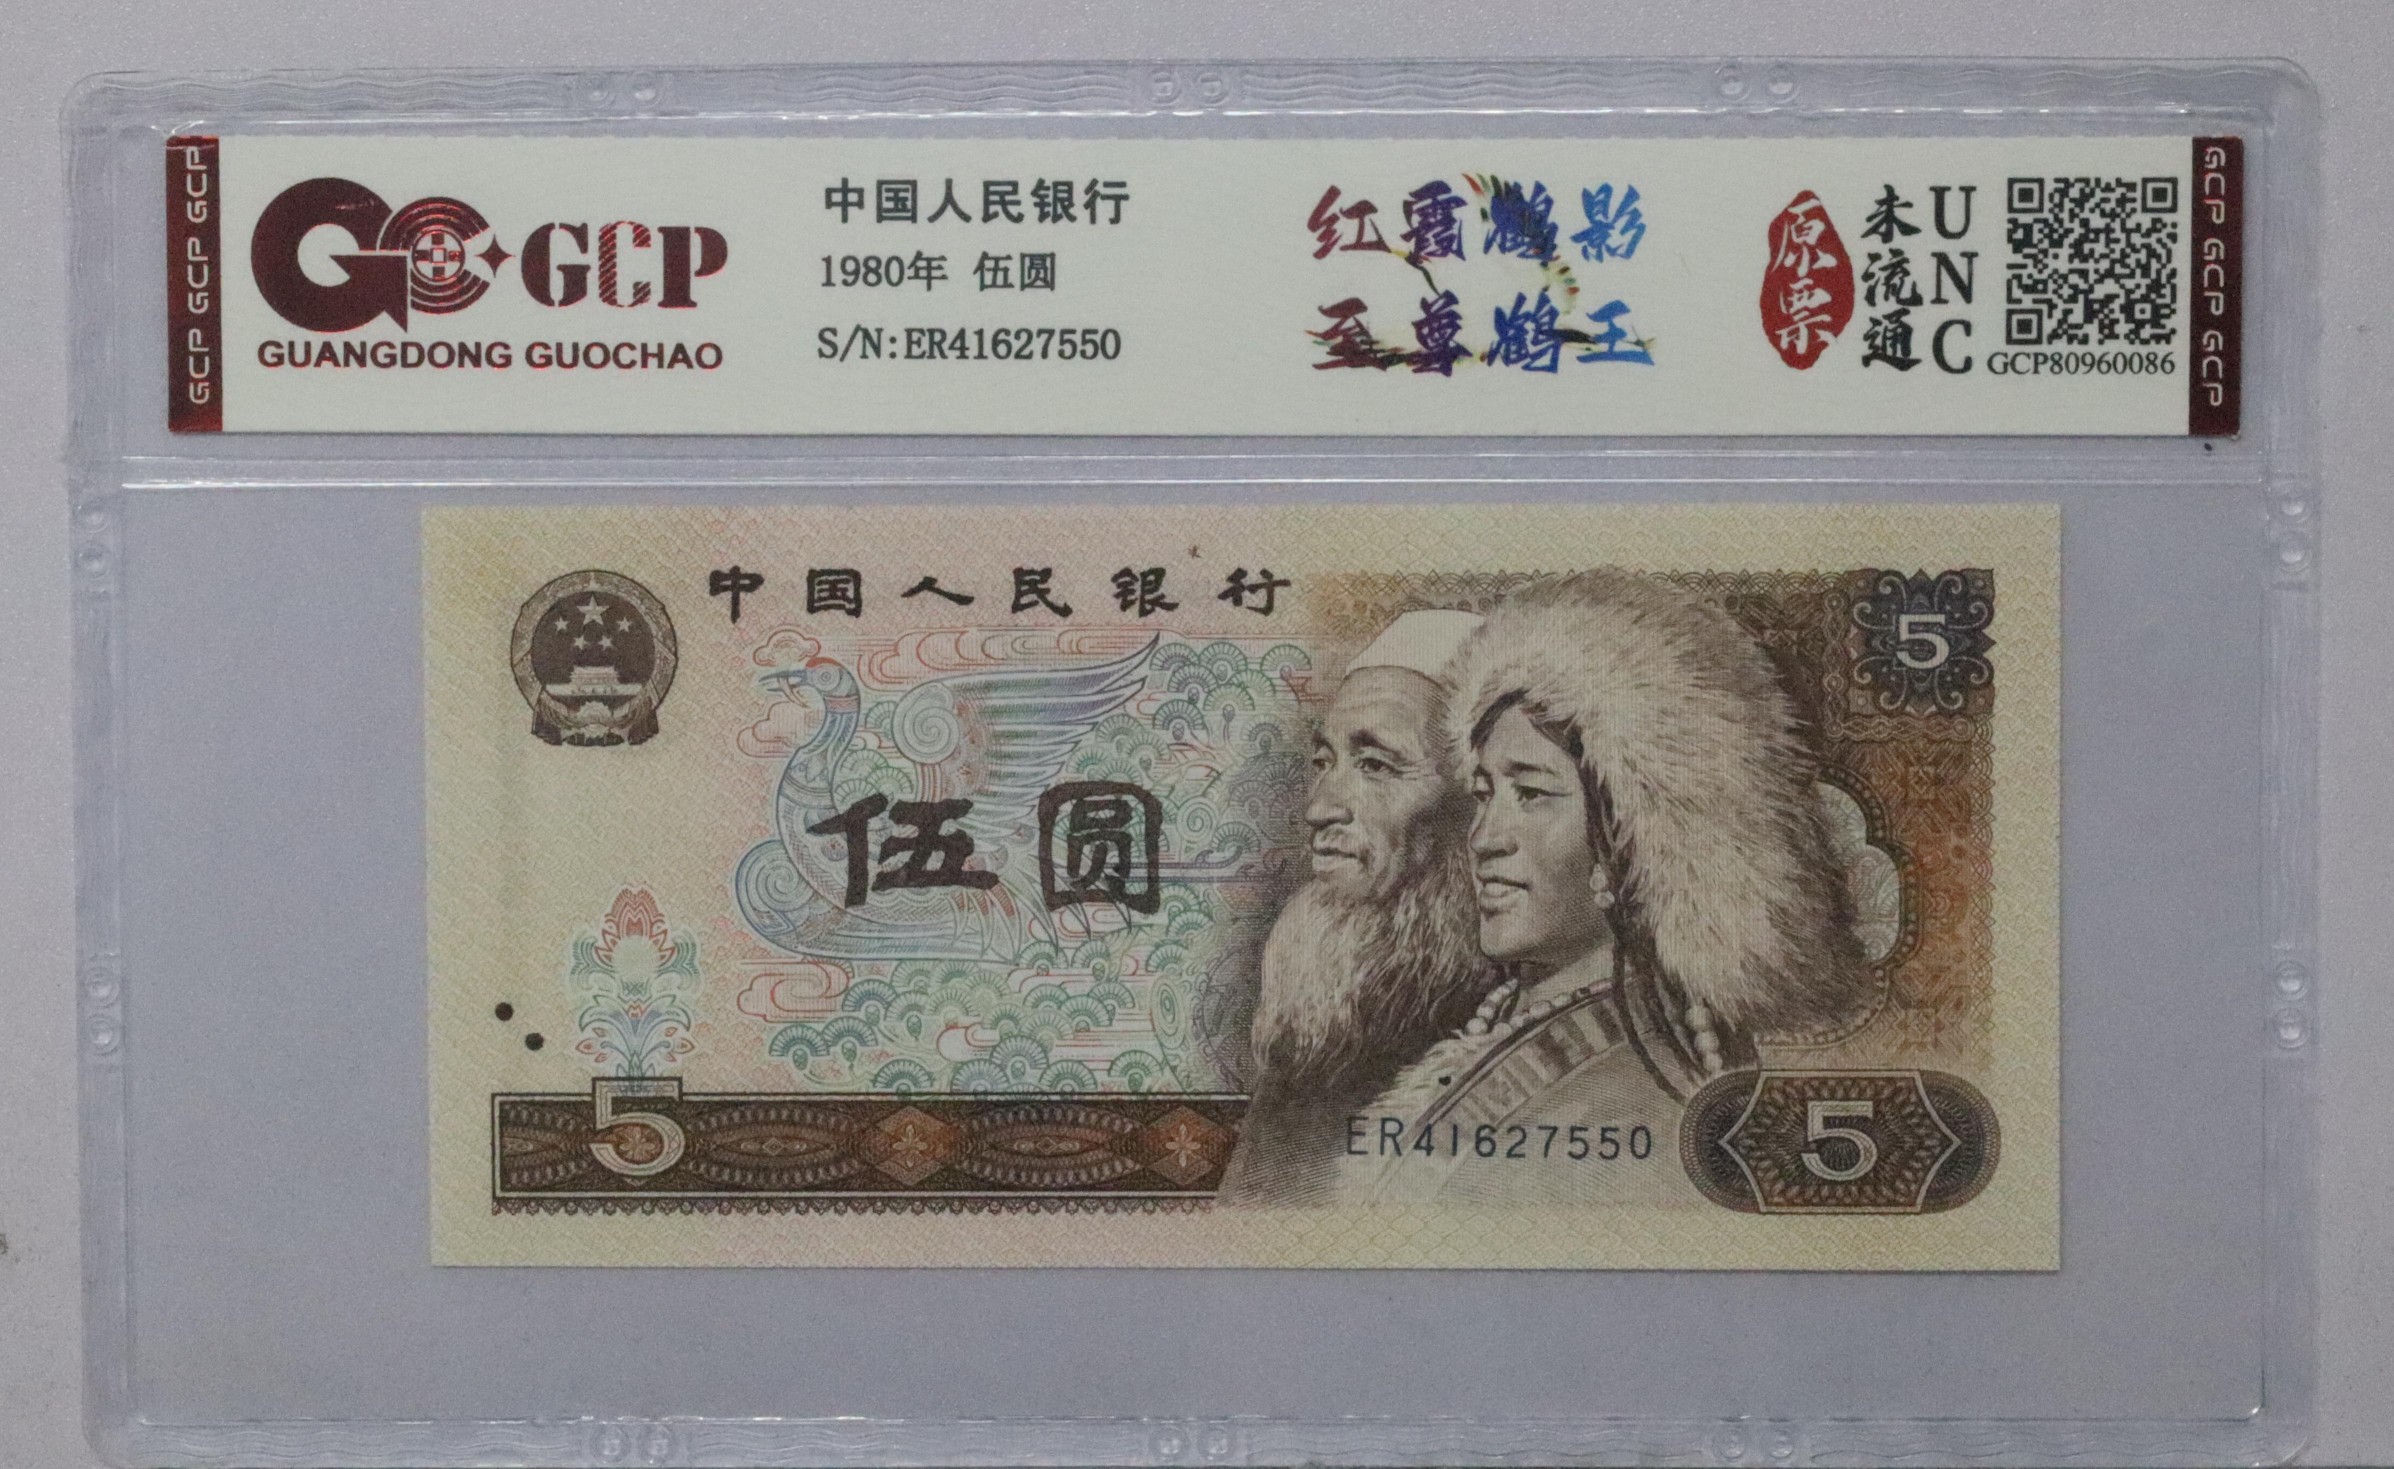 GCP GCP GCP
GCP
GUANGDONG GUOCHAO
中国人民银行
1980年 伍圆
S/N:ER41627550
红霞鹤影
至尊鹤王
原票
未流通
UNC
GCP80960086
GCP GCP GCP
中国人民银行
5
伍圆
5
ER41627550
5